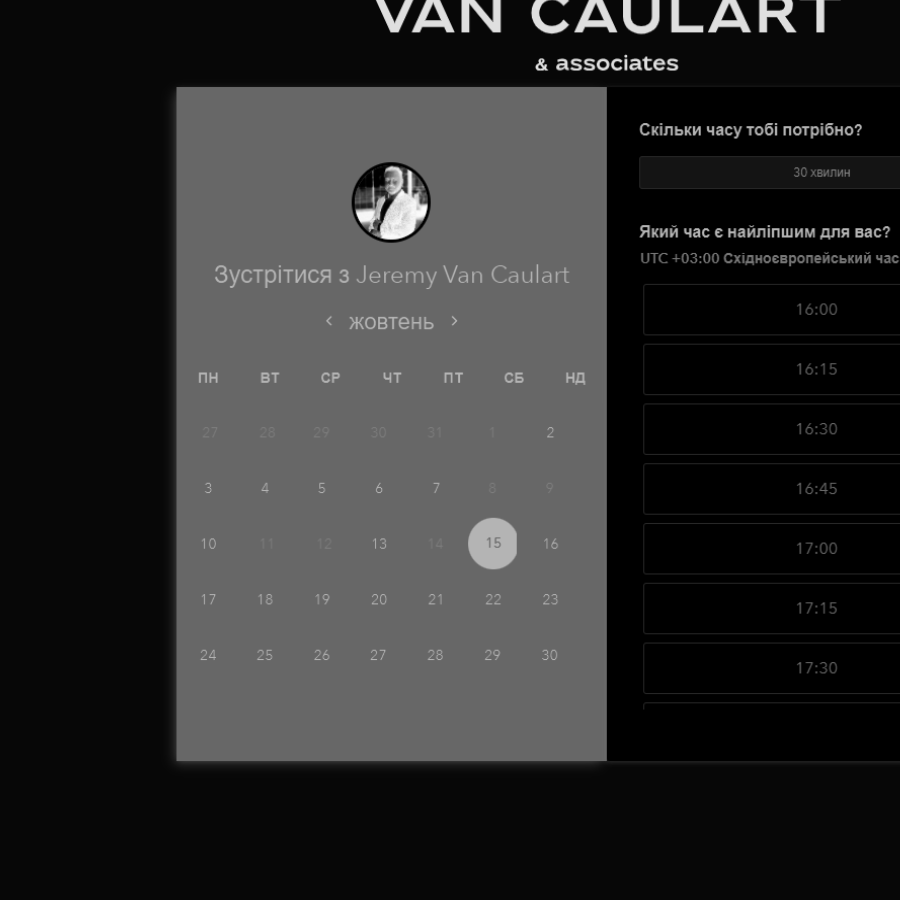 VAN CAULART
& associates
Зустрітися з Jeremy Van Caulart
жовтень
ПН ВТ СР ЧТ ПТ СБ НД
27 28 29 30 31 1 2
3 4 5 6 7 8 9
10 11 12 13 14 15 16
17 18 19 20 21 22 23
24 25 26 27 28 29 30
Скільки часу тобі потрібно?
30 хвилин
Який час є найліпшим для вас?
UTC +03:00 Східноєвропейський час
16:00
16:15
16:30
16:45
17:00
17:15
17:30